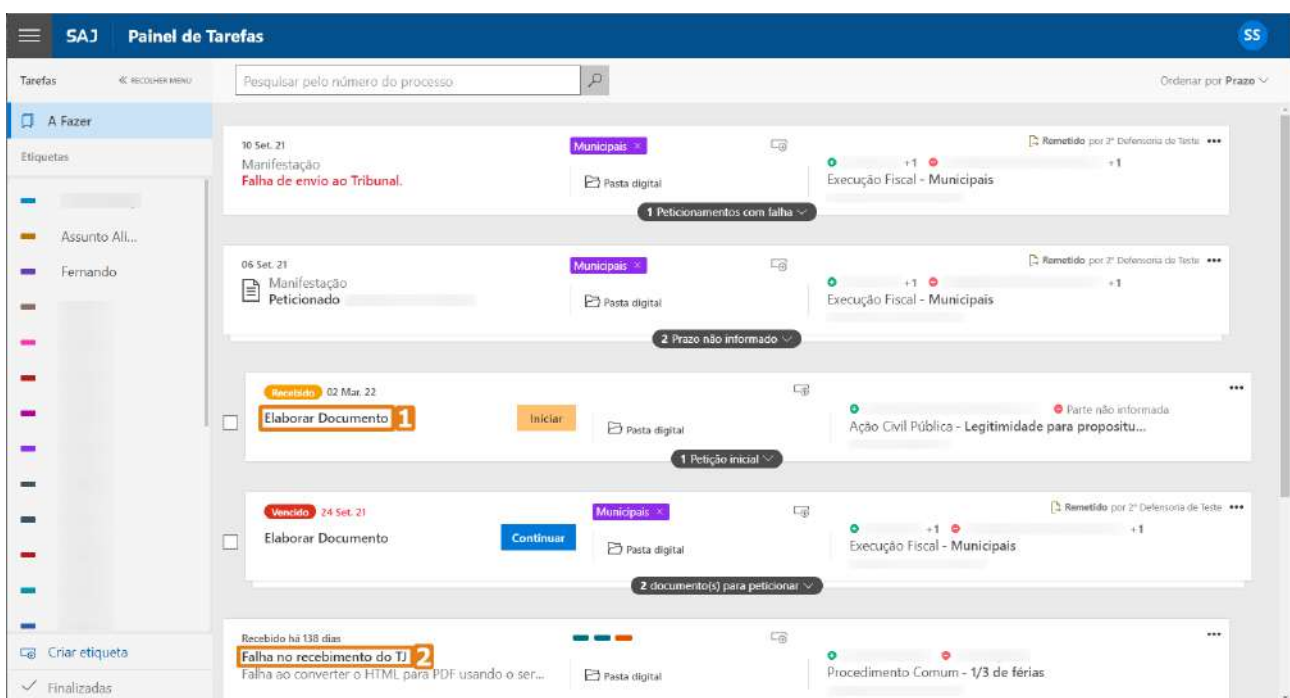 SAJ Painel de Tarefas SS
Tarefas
RECOLHER MENU
Pesquisar pelo número do processo
Ordenar por Prazo
A Fazer
Etiquetas
Assunto Ali...
Fernando
Criar etiqueta
Finalizadas
10 Set. 21
Manifestação
Falha de envio ao Tribunal.
Municipais ×
Pasta digital
Remetido por 2ª Defensoria de Teste
+1 +1
Execução Fiscal - Municipais
1 Peticionamentos com falha
06 Set. 21
Manifestação
Peticionado
Municipais ×
Pasta digital
Remetido por 2ª Defensoria de Teste
+1 +1
Execução Fiscal - Municipais
2 Prazo não informado
Recebido 02 Mar. 22
Elaborar Documento 1
Iniciar
Pasta digital
Parte não informada
Ação Civil Pública - Legitimidade para propositu...
1 Petição inicial
Vencido 24 Set. 21
Elaborar Documento
Continuar
Municipais ×
Pasta digital
Remetido por 2ª Defensoria de Teste
+1 +1
Execução Fiscal - Municipais
2 documento(s) para peticionar
Recebido há 138 dias
Falha no recebimento do TJ 2
Falha ao converter o HTML para PDF usando o ser...
Pasta digital
Procedimento Comum - 1/3 de férias